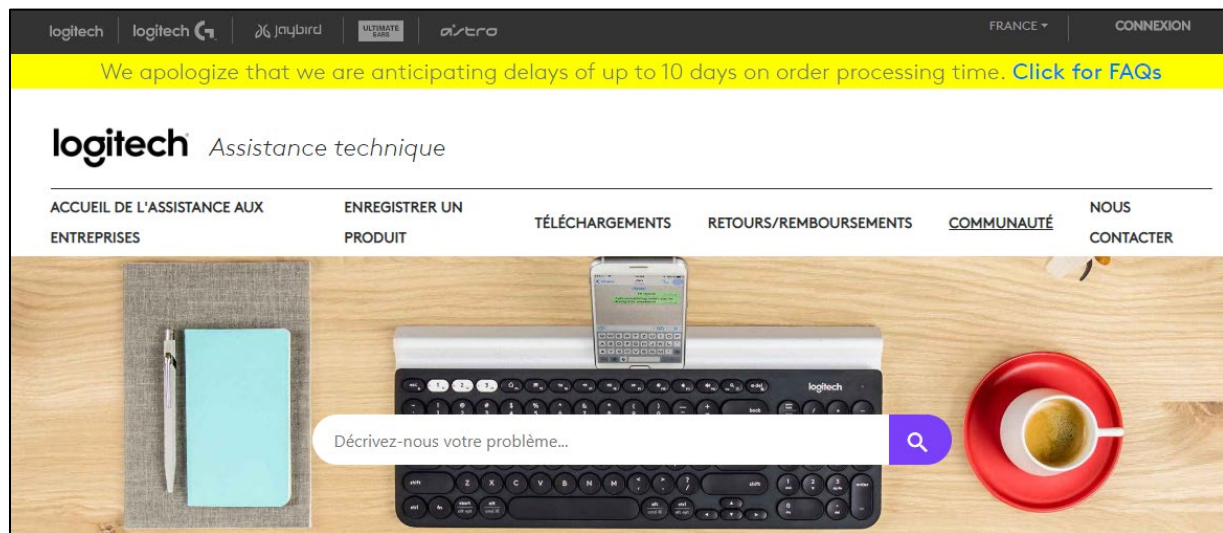 logitech logitech G Jaybird ULTIMATE EARS ASTRO FRANCE CONNEXION
We apologize that we are anticipating delays of up to 10 days on order processing time. Click for FAQs
logitech Assistance technique
ACCUEIL DE L'ASSISTANCE AUX ENTREPRISES
ENREGISTRER UN PRODUIT
TÉLÉCHARGEMENTS
RETOURS/REMBOURSEMENTS
COMMUNAUTÉ
NOUS CONTACTER
logitech
Décrivez-nous votre problème...
shift Z X C V B N M shift